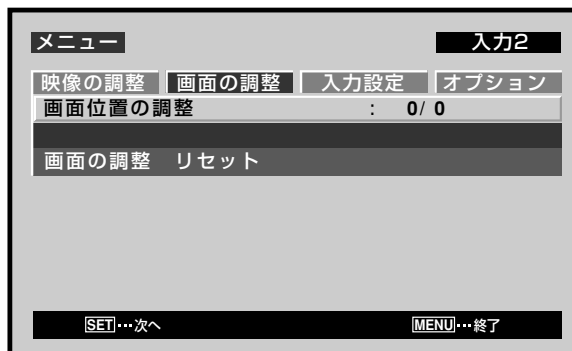 メニュー 入力2
映像の調整 画面の調整 入力設定 オプション
画面位置の調整 : 0/ 0
画面の調整 リセット
SET…次へ MENU…終了